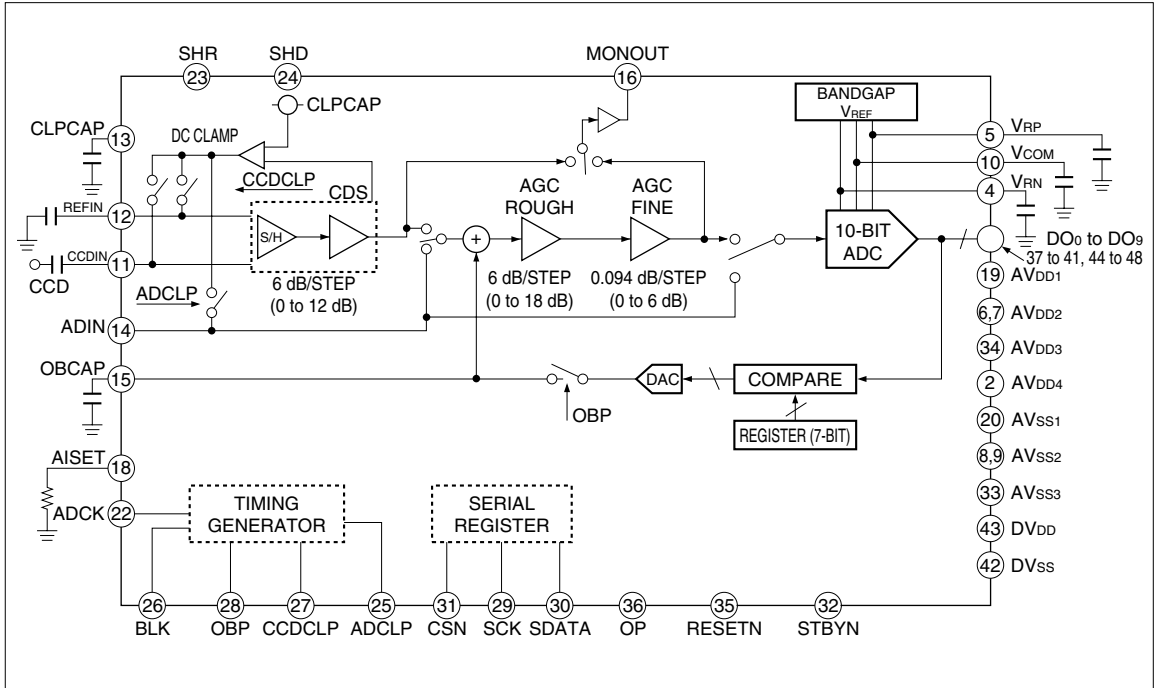 SHR
23
SHD
24
MONOUT
16
CLPCAP
BANDGAP
VREF
CLPCAP
13
DC CLAMP
5
VRP
10
VCOM
CCDCLP
4
VRN
REFIN
12
CDS
AGC
ROUGH
AGC
FINE
S/H
+
10-BIT
ADC
DO0 to DO9
37 to 41, 44 to 48
CCDIN
11
CCD
6 dB/STEP
(0 to 12 dB)
6 dB/STEP
(0 to 18 dB)
0.094 dB/STEP
(0 to 6 dB)
19
AVDD1
ADCLP
ADIN
14
6,7
AVDD2
34
AVDD3
OBCAP
15
DAC
COMPARE
2
AVDD4
OBP
REGISTER (7-BIT)
20
AVSS1
8,9
AVSS2
AISET
18
33
AVSS3
TIMING
GENERATOR
SERIAL
REGISTER
ADCK
22
43
DVDD
42
DVSS
26
28
27
25
31
29
30
36
35
32
BLK
OBP
CCDCLP
ADCLP
CSN
SCK
SDATA
OP
RESETN
STBYN